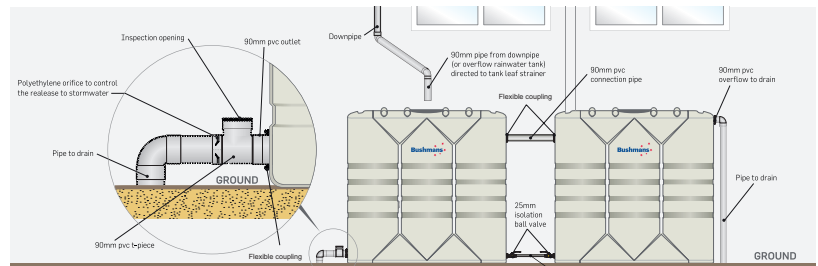 Inspection opening
90mm pvc outlet
Polyethylene orifice to control
the realease to stormwater
Pipe to drain
GROUND
90mm pvc t-piece
Flexible coupling
Downpipe
90mm pipe from downpipe
(or overflow rainwater tank)
directed to tank leaf strainer
Flexible coupling
90mm pvc
connection pipe
90mm pvc
overflow to drain
Bushmans
Bushmans
25mm
isolation
ball valve
Pipe to drain
GROUND